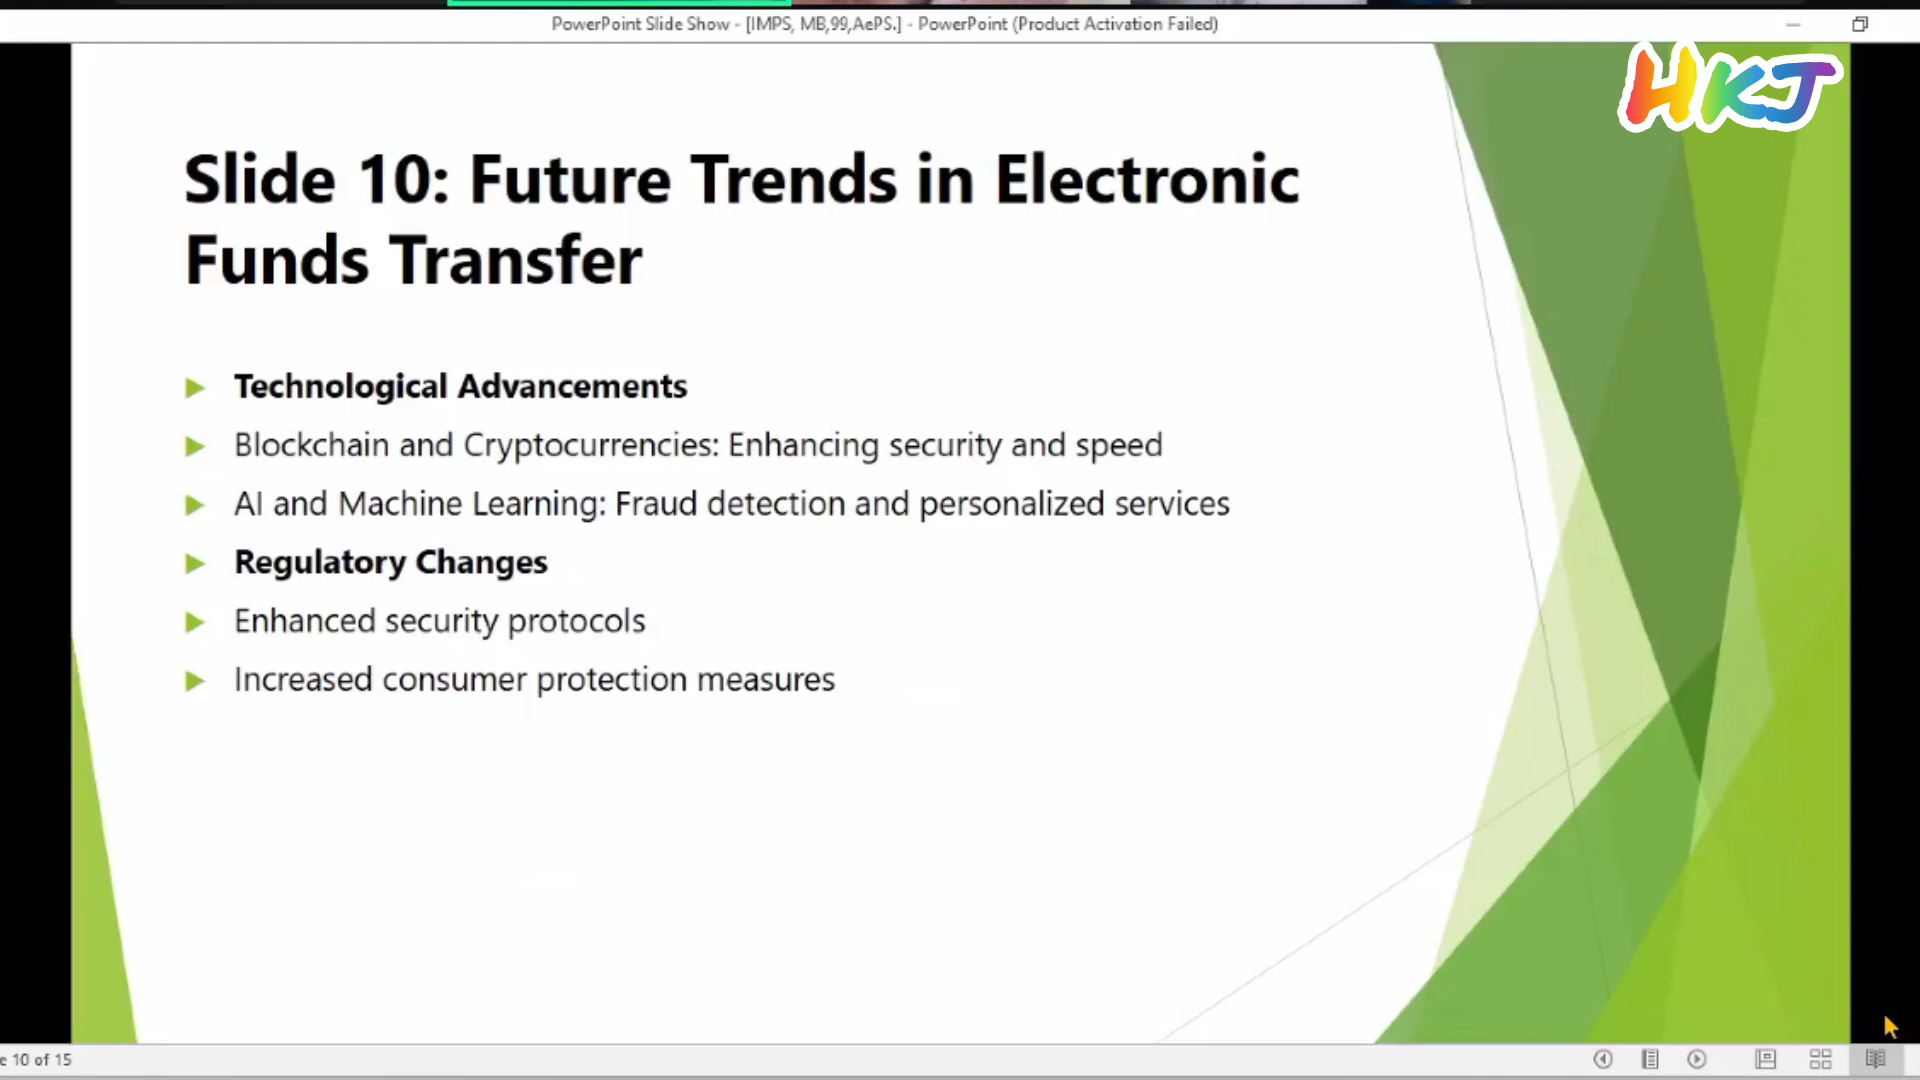 PowerPoint Slide Show - [IMPS, MB,99,AePS.] - PowerPoint (Product Activation Failed)
HKJ
Slide 10: Future Trends in Electronic
Funds Transfer
Technological Advancements
Blockchain and Cryptocurrencies: Enhancing security and speed
AI and Machine Learning: Fraud detection and personalized services
Regulatory Changes
Enhanced security protocols
Increased consumer protection measures
e 10 of 15